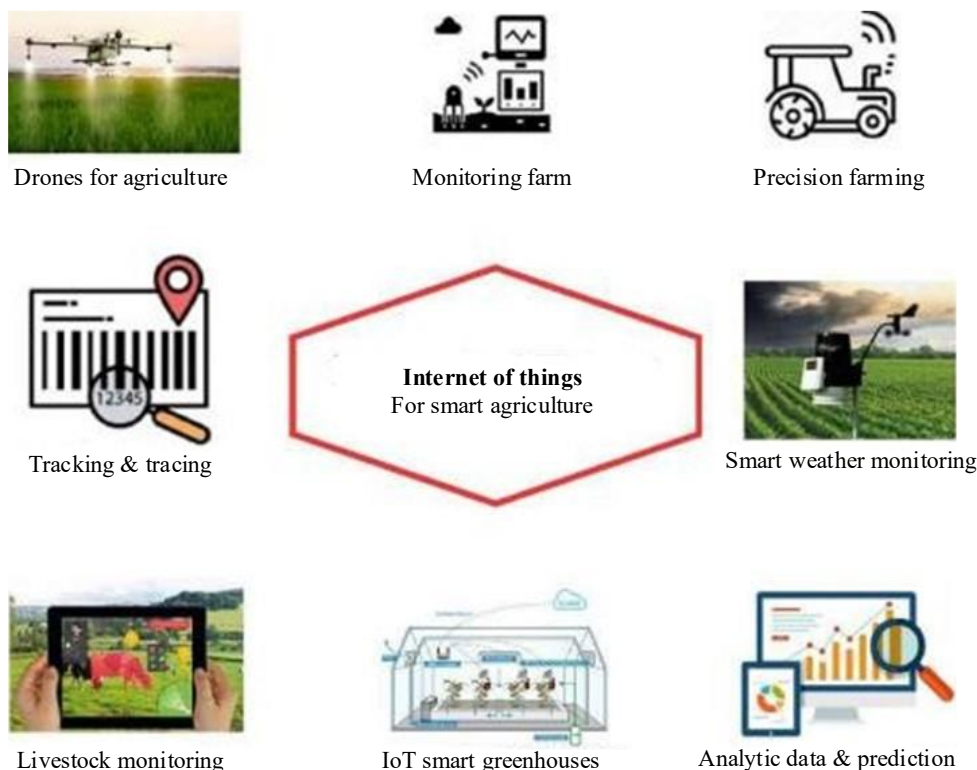 Drones for agriculture
Monitoring farm
Precision farming
12345
Tracking & tracing
Internet of things
For smart agriculture
Smart weather monitoring
Livestock monitoring
IoT smart greenhouses
Analytic data & prediction